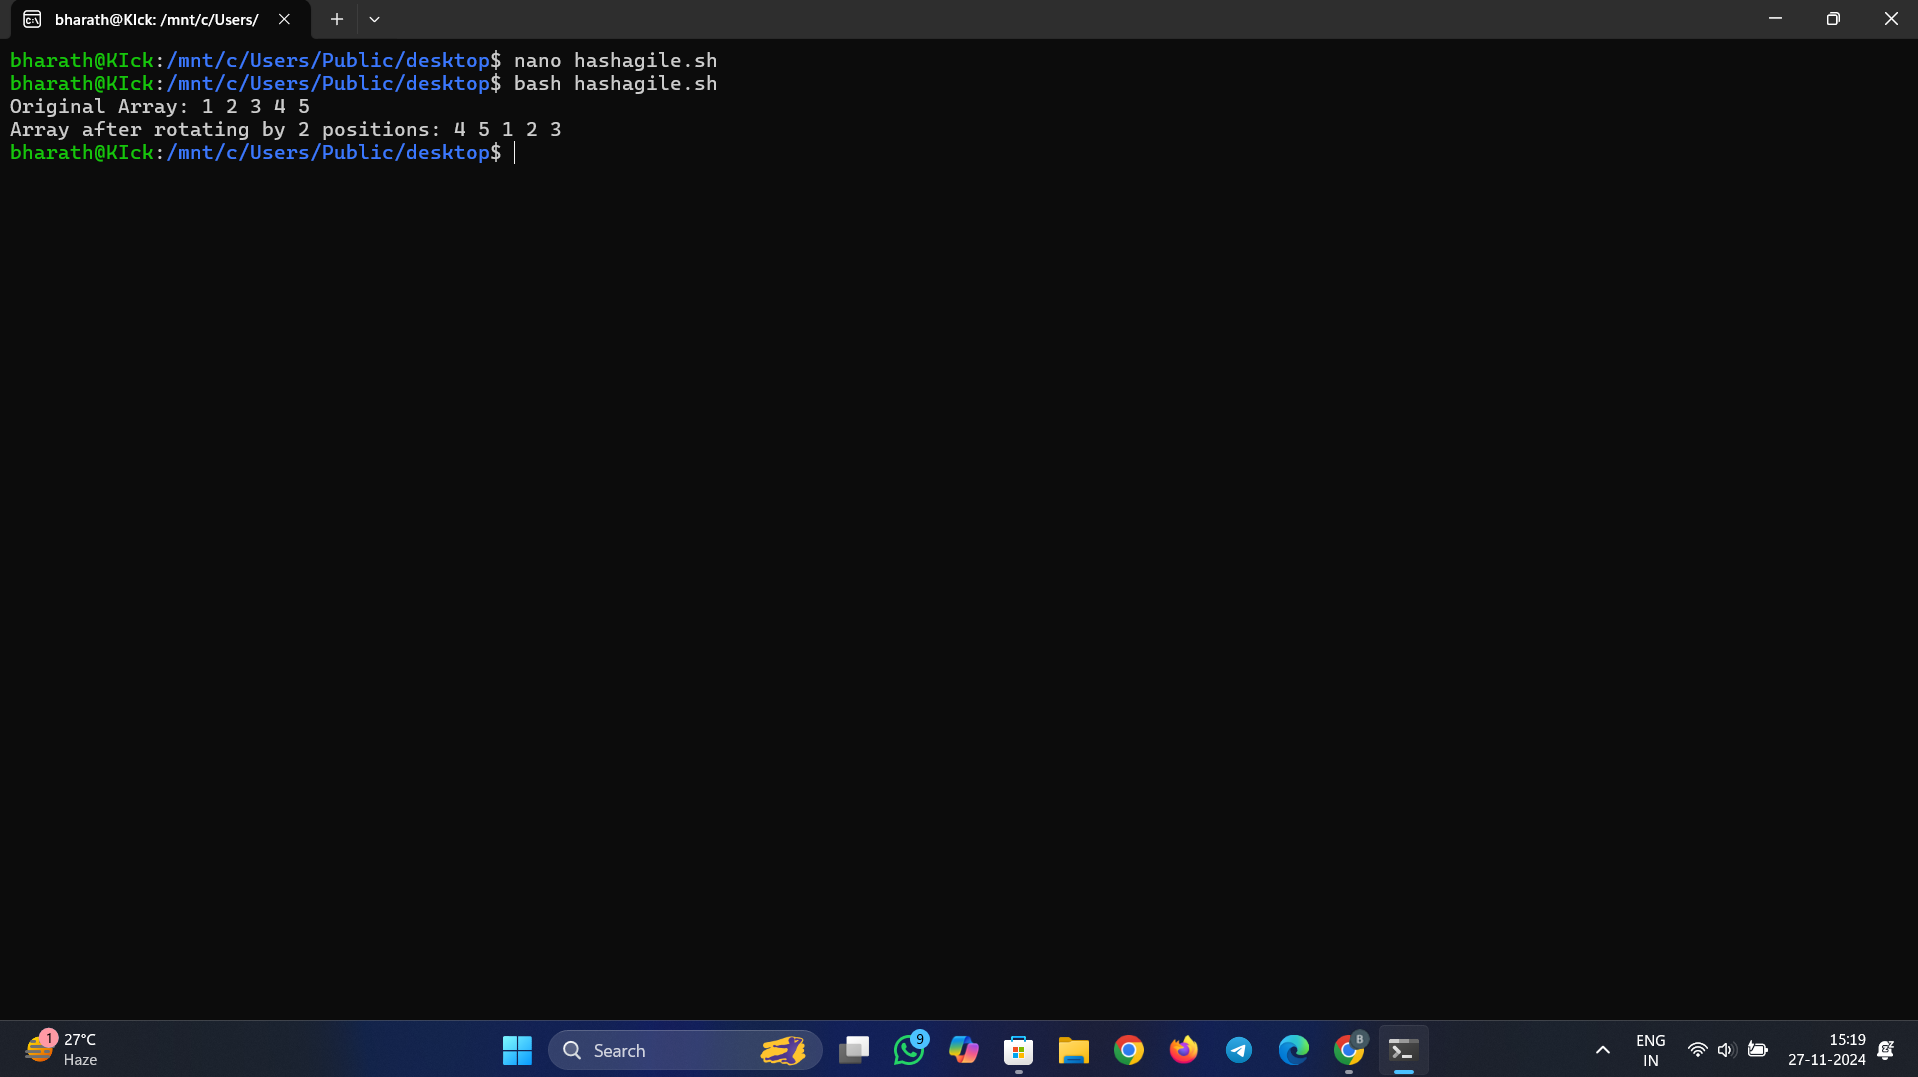 bharath@KIck: /mnt/c/Users/
bharath@KIck:/mnt/c/Users/Public/desktop$ nano hashagile.sh
bharath@KIck:/mnt/c/Users/Public/desktop$ bash hashagile.sh
Original Array: 1 2 3 4 5
Array after rotating by 2 positions: 4 5 1 2 3
bharath@KIck:/mnt/c/Users/Public/desktop$
1
27°C
Haze
Search
9
B
ENG
IN
15:19
27-11-2024